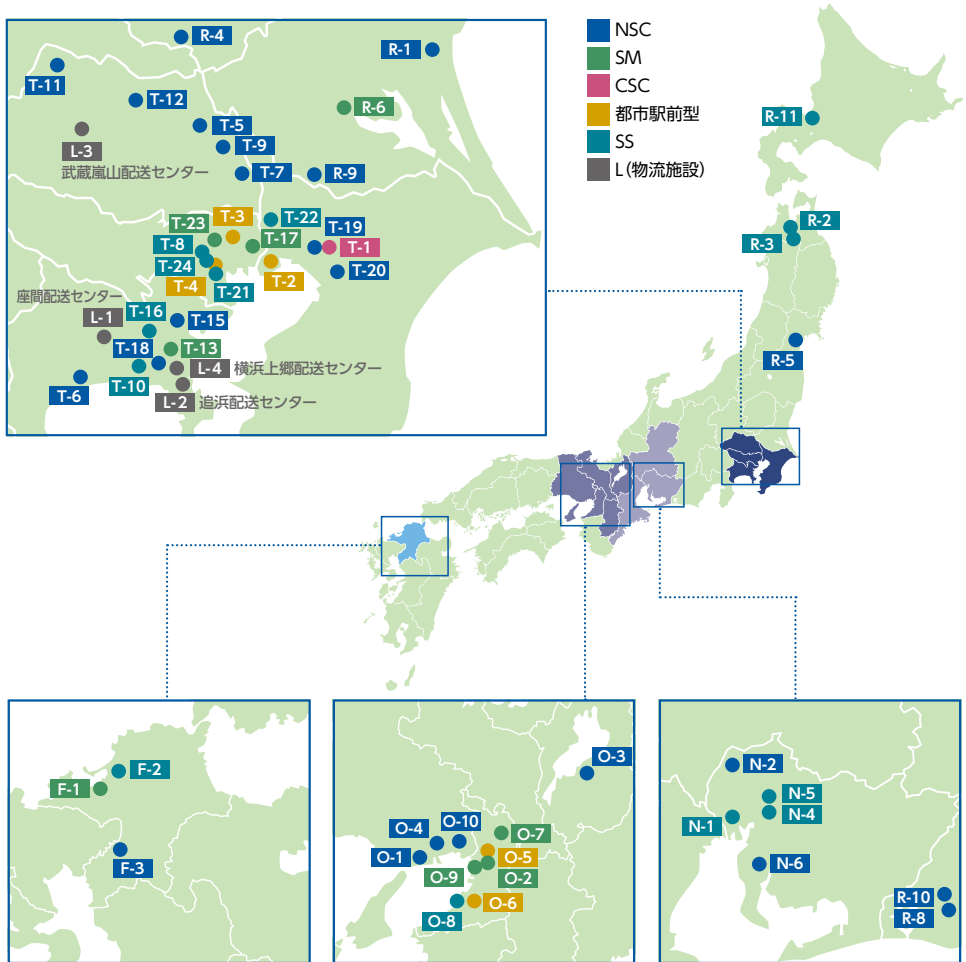 R-4
R-1
T-11
T-12
R-6
T-5
L-3
T-9
武蔵嵐山配送センター
T-7
R-9
T-22
T-3
T-23
T-19
T-17
T-8
T-1
T-24
T-20
T-2
T-4
T-21
座間配送センター
T-16
L-1
T-15
T-18
T-13
L-4 横浜上郷配送センター
T-10
T-6
L-2 追浜配送センター
NSC
SM
CSC
都市駅前型
SS
L(物流施設)
R-11
R-2
R-3
R-5
F-2
F-1
F-3
O-3
O-10
O-4
O-7
O-1
O-5
O-9
O-2
O-6
O-8
N-2
N-5
N-4
N-1
N-6
R-10
R-8